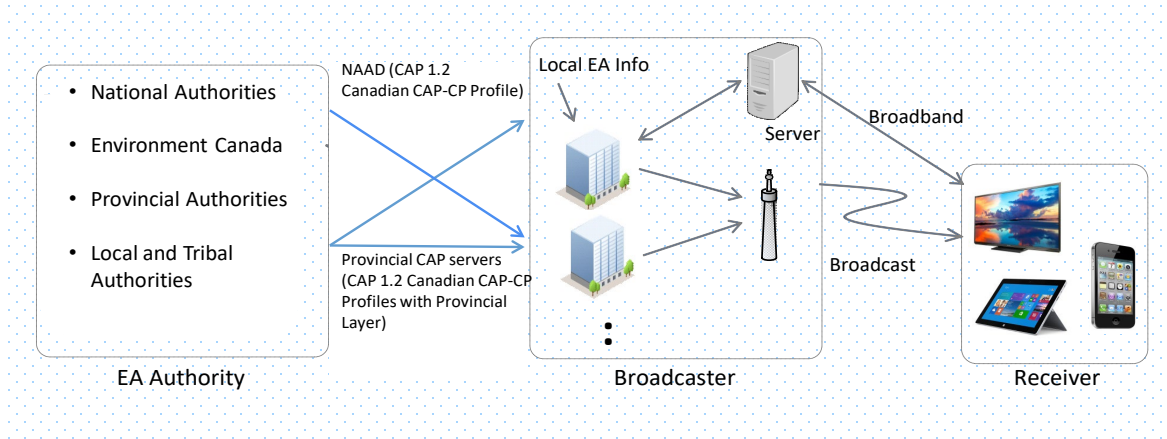 • National Authorities
• Environment Canada
• Provincial Authorities
• Local and Tribal
Authorities
EA Authority
NAAD (CAP 1.2
Canadian CAP-CP Profile)
Provincial CAP servers
(CAP 1.2 Canadian CAP-CP
Profiles with Provincial
Layer)
Local EA Info
Server
Broadcaster
Broadband
Broadcast
Receiver